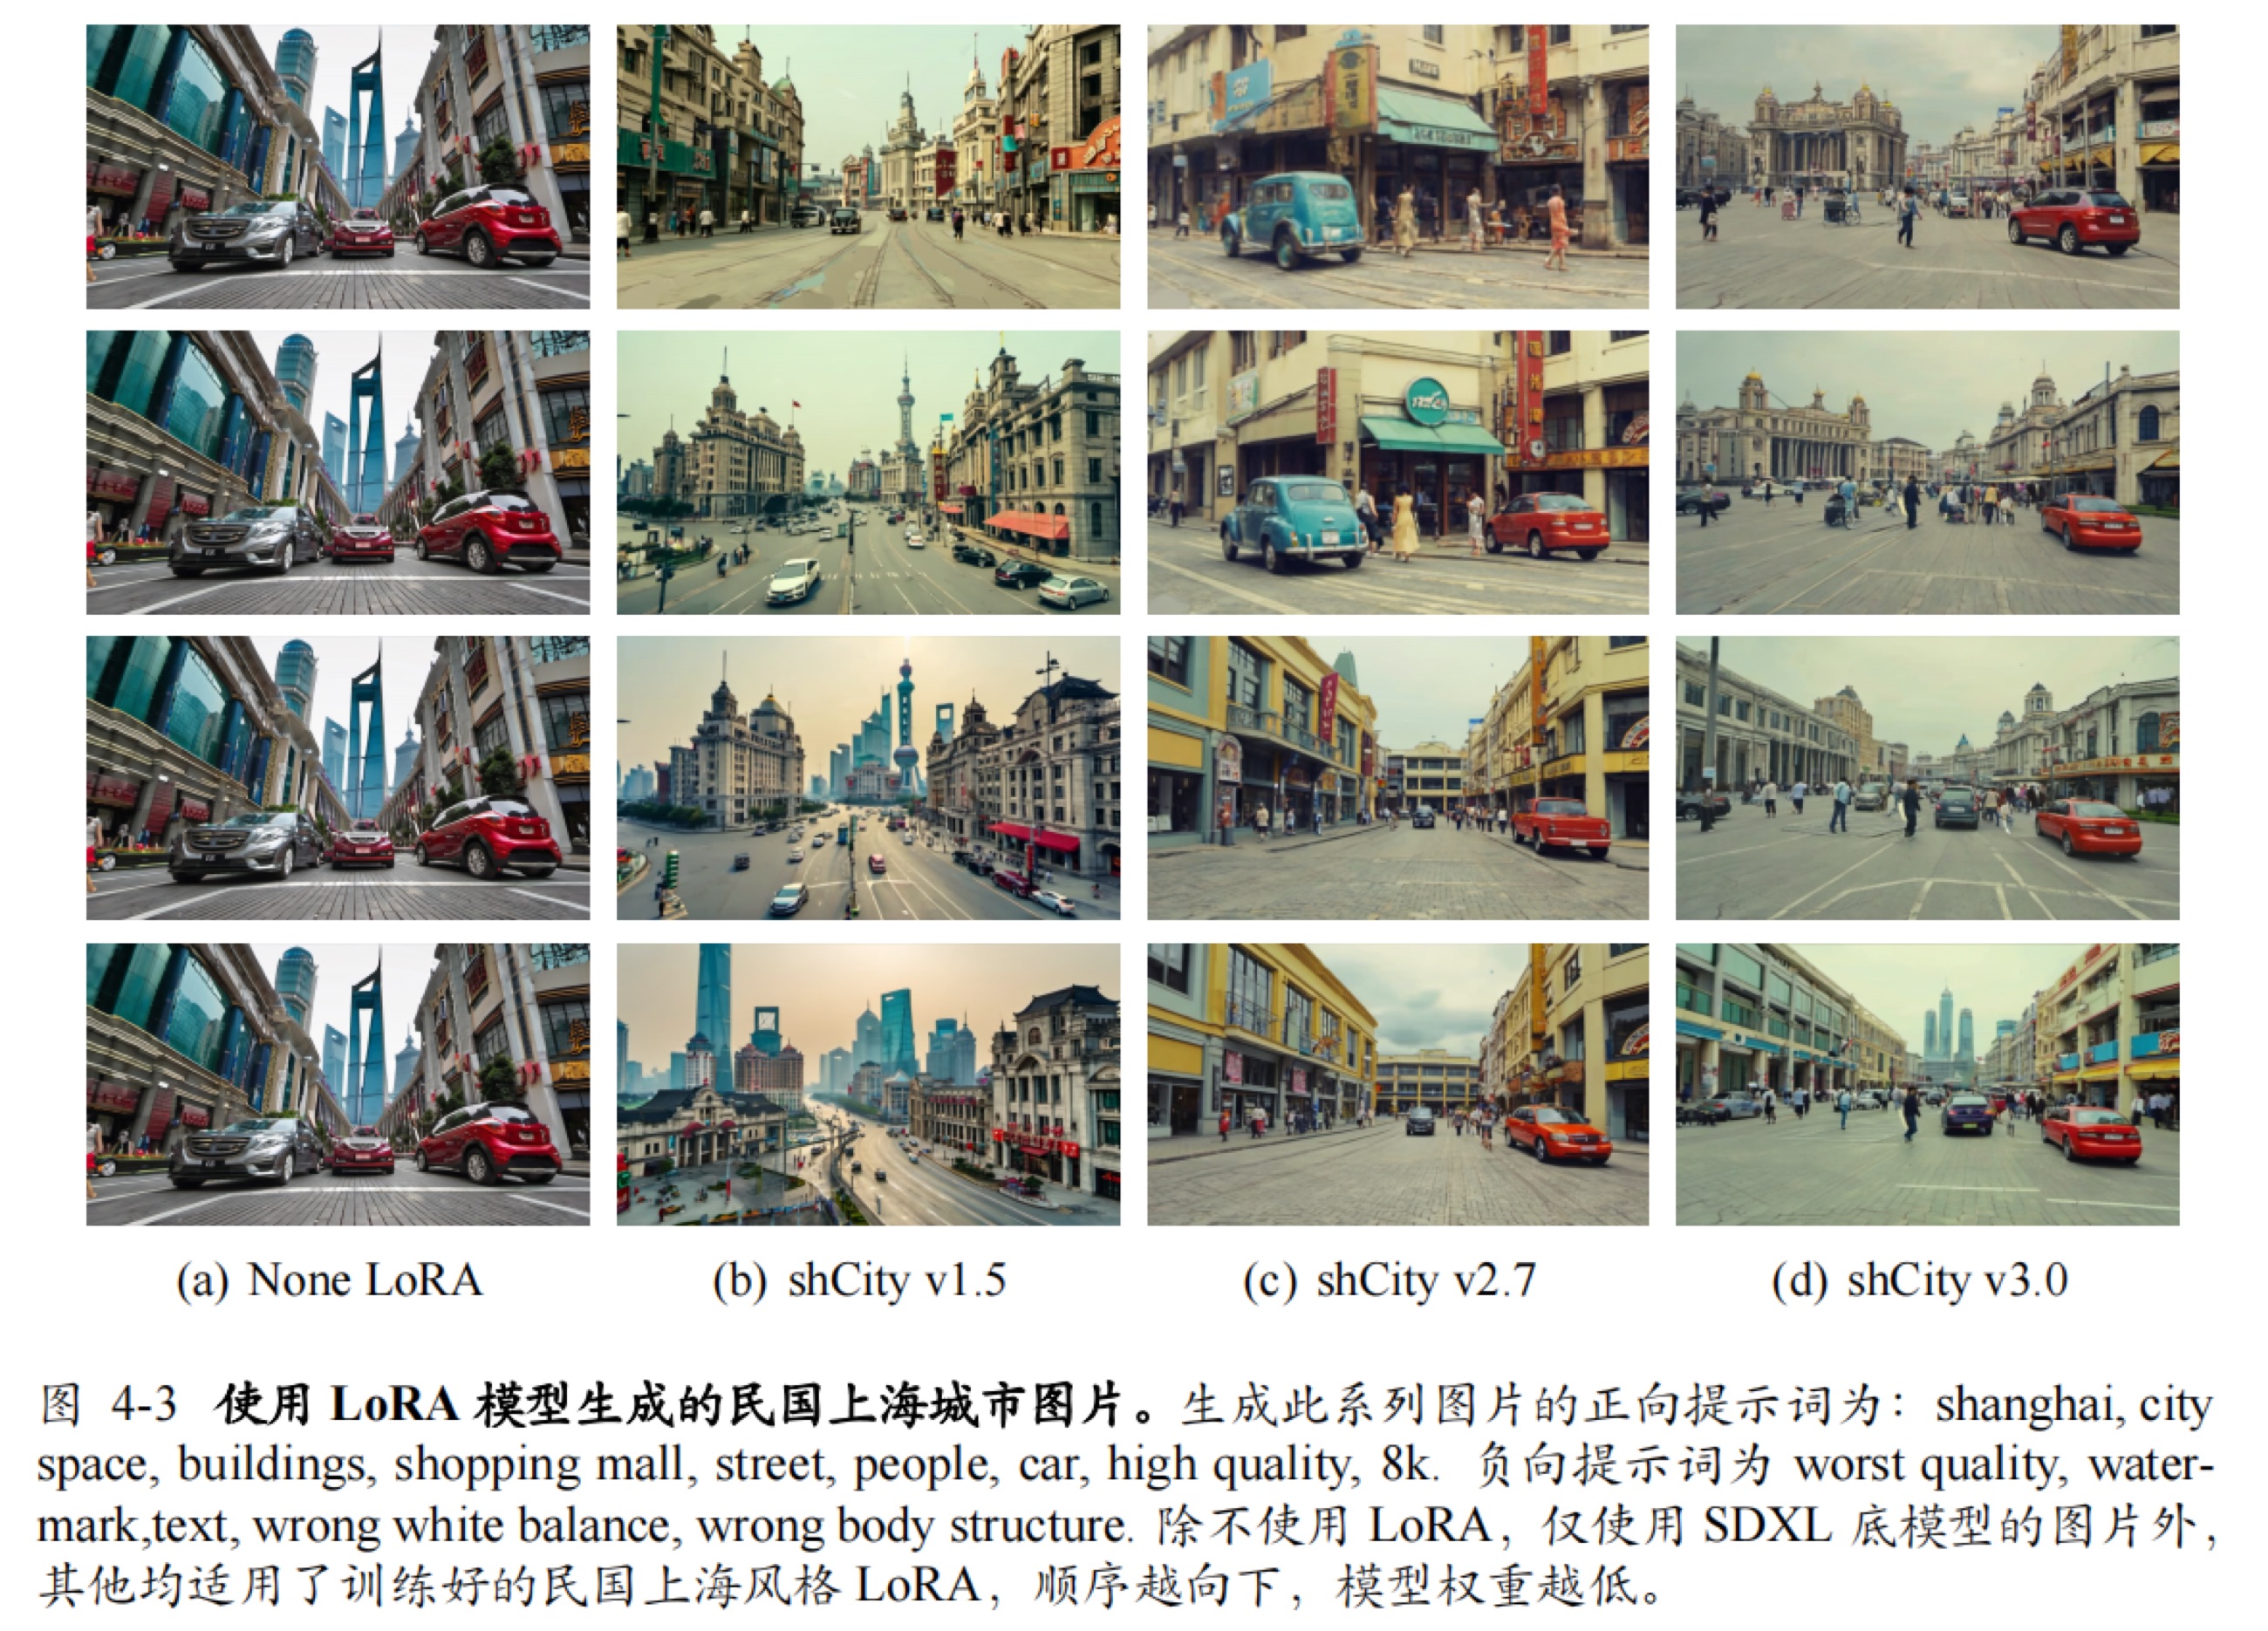 (a) None LoRA
(b) shCity v1.5
(c) shCity v2.7
(d) shCity v3.0
图 4-3 使用 LoRA 模型生成的民国上海城市图片。生成此系列图片的正向提示词为：shanghai, city
space, buildings, shopping mall, street, people, car, high quality, 8k. 负向提示词为 worst quality, water-
mark,text, wrong white balance, wrong body structure. 除不使用 LoRA，仅使用 SDXL 底模型的图片外，
其他均适用了训练好的民国上海风格 LoRA，顺序越向下，模型权重越低。